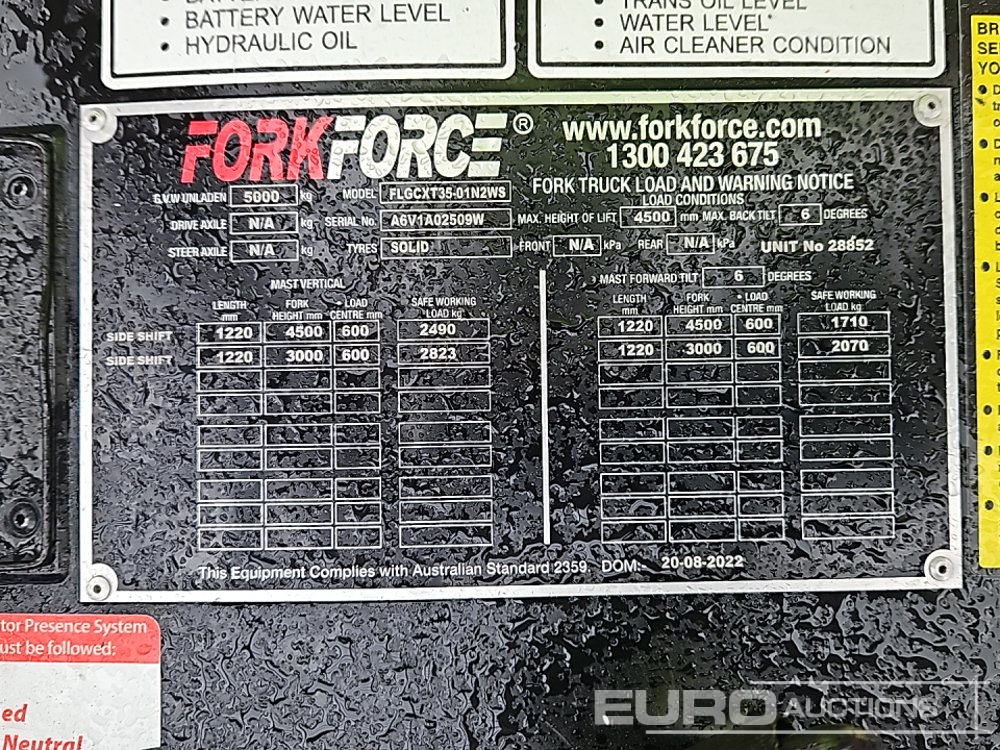 • BATTERY WATER LEVEL
• HYDRAULIC OIL
• TRANS OIL LEVEL
• WATER LEVEL
• AIR CLEANER CONDITION
FORKFORCE®
www.forkforce.com
1300 423 675
FORK TRUCK LOAD AND WARNING NOTICE
LOAD CONDITIONS
G.V.W UNLADEN 5000 kg MODEL FLGCXT35-01N2WS
DRIVE AXILE N/A kg SERIAL No. A6V1A02509W MAX. HEIGHT OF LIFT 4500 mm MAX. BACK TILT 6 DEGREES
STEER AXILE N/A kg TYRES SOLID FRONT N/A kPa REAR N/A kPa UNIT No 28852
MAST VERTICAL
LENGTH mm FORK HEIGHT mm LOAD CENTRE mm SAFE WORKING LOAD kg
SIDE SHIFT 1220 4500 600 2490
SIDE SHIFT 1220 3000 600 2823
MAST FORWARD TILT 6 DEGREES
LENGTH mm FORK HEIGHT mm LOAD CENTRE mm SAFE WORKING LOAD kg
1220 4500 600 1710
1220 3000 600 2070
This Equipment Complies with Australian Standard 2359. DOM:- 20-08-2022
tor Presence System
ust be followed:
ed
Neutral
BR
SE
YO
EURO AUCTIONS